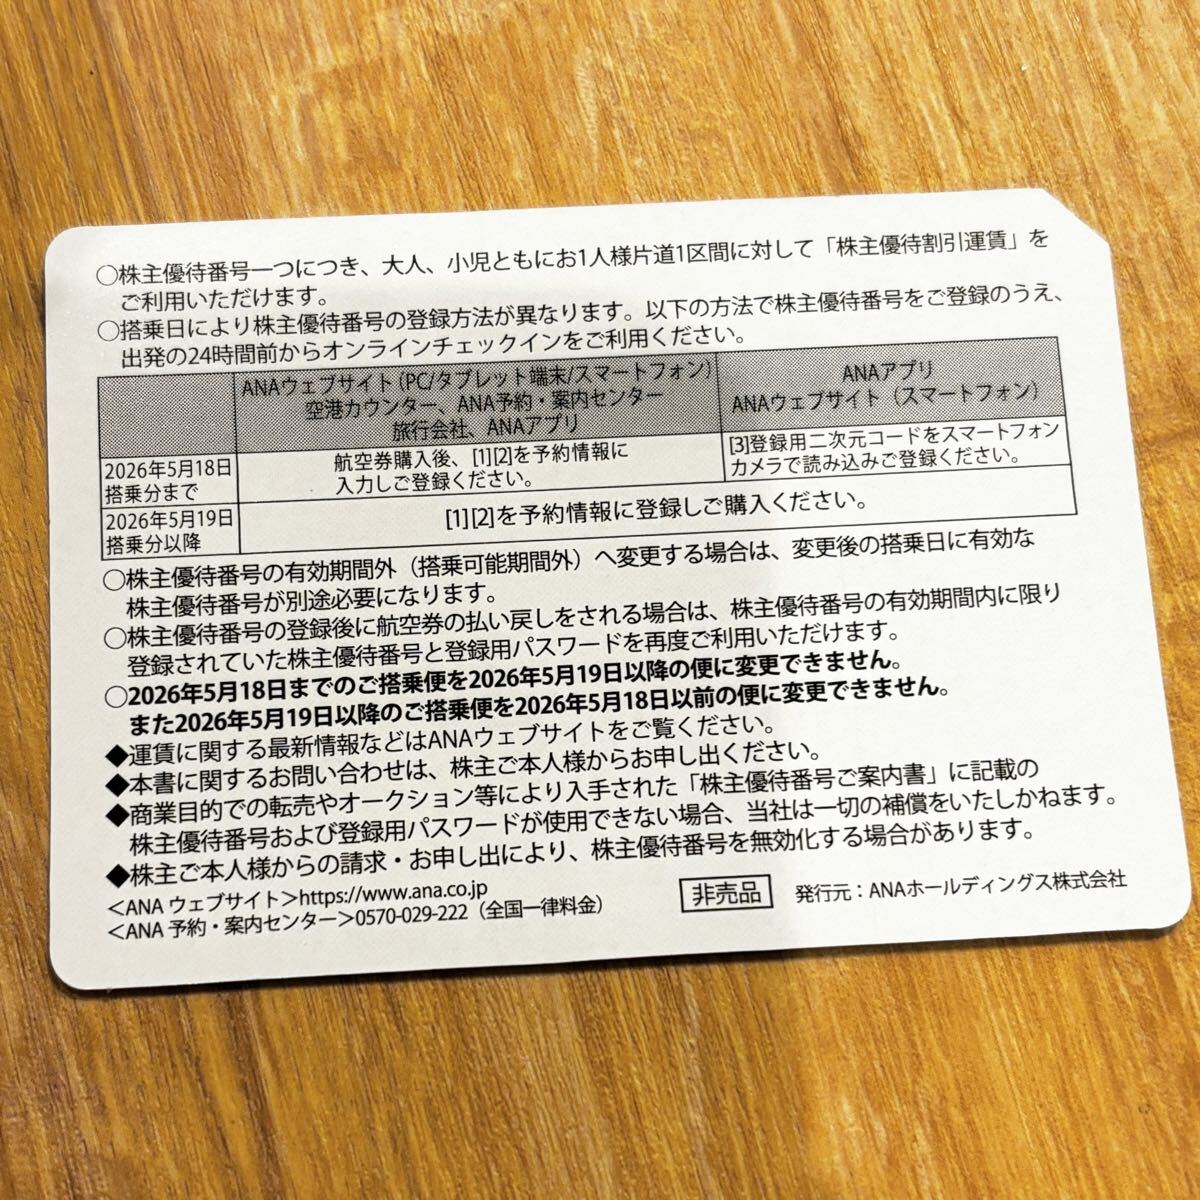 ○株主優待番号一つにつき、大人、小児ともにお1人様片道1区間に対して「株主優待割引運賃」を
ご利用いただけます。
○搭乗日により株主優待番号の登録方法が異なります。以下の方法で株主優待番号をご登録のうえ、
出発の24時間前からオンラインチェックインをご利用ください。
ANAウェブサイト(PC/タブレット端末/スマートフォン)
空港カウンター、ANA予約・案内センター
旅行会社、ANAアプリ
ANAアプリ
ANAウェブサイト（スマートフォン）
2026年5月18日
搭乗分まで
航空券購入後、[1][2]を予約情報に
入力しご登録ください。
[3]登録用二次元コードをスマートフォン
カメラで読み込みご登録ください。
2026年5月19日
搭乗分以降
[1][2]を予約情報に登録しご購入ください。
○株主優待番号の有効期間外（搭乗可能期間外）へ変更する場合は、変更後の搭乗日に有効な
株主優待番号が別途必要になります。
○株主優待番号の登録後に航空券の払い戻しをされる場合は、株主優待番号の有効期間内に限り
登録されていた株主優待番号と登録用パスワードを再度ご利用いただけます。
○2026年5月18日までのご搭乗便を2026年5月19日以降の便に変更できません。
また2026年5月19日以降のご搭乗便を2026年5月18日以前の便に変更できません。
◆運賃に関する最新情報などはANAウェブサイトをご覧ください。
◆本書に関するお問い合わせは、株主ご本人様からお申し出ください。
◆商業目的での転売やオークション等により入手された「株主優待番号ご案内書」に記載の
株主優待番号および登録用パスワードが使用できない場合、当社は一切の補償をいたしかねます。
◆株主ご本人様からの請求・お申し出により、株主優待番号を無効化する場合があります。
＜ANA ウェブサイト＞https://www.ana.co.jp
＜ANA 予約・案内センター＞0570-029-222（全国一律料金）
非売品
発行元：ANAホールディングス株式会社